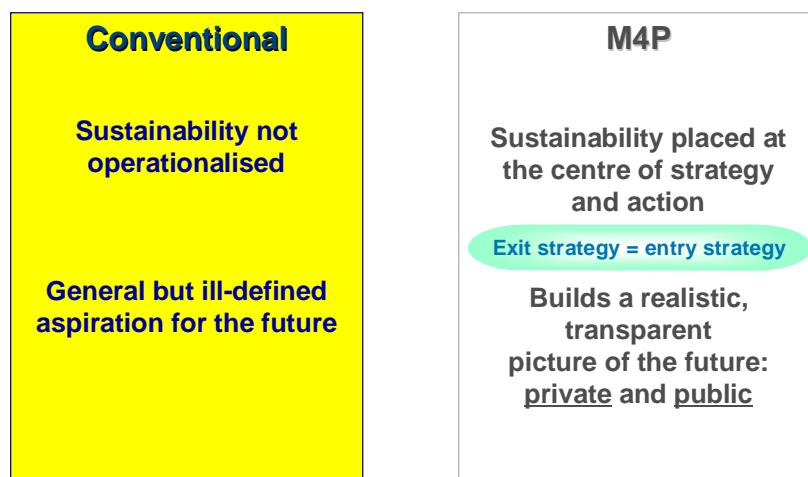 Conventional
Sustainability not
operationalised
General but ill-defined
aspiration for the future
M4P
Sustainability placed at
the centre of strategy
and action
Exit strategy = entry strategy
Builds a realistic,
transparent
picture of the future:
private and public